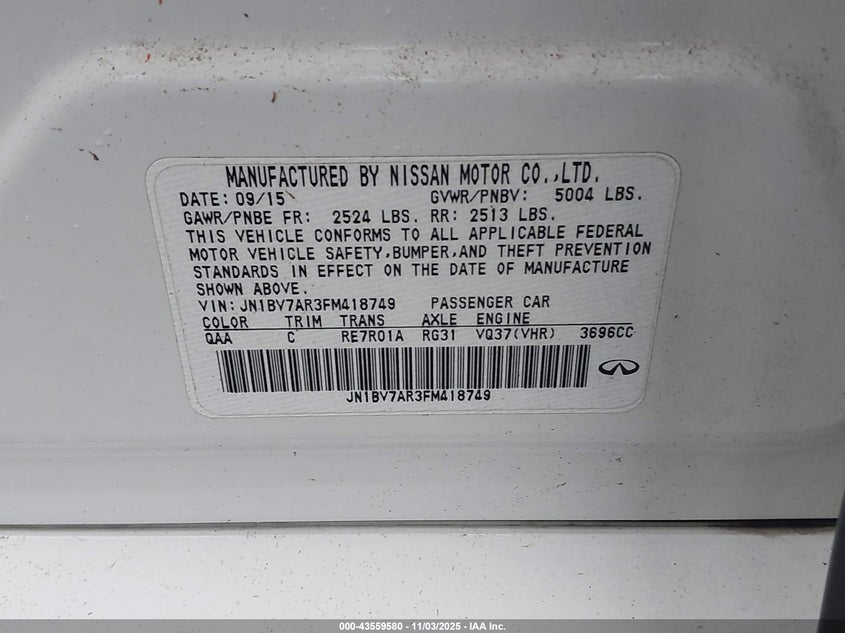 MANUFACTURED BY NISSAN MOTOR CO.,LTD.
DATE: 09/15 GVWR/PNBV: 5004 LBS.
GAWR/PNBE FR: 2524 LBS. RR: 2513 LBS.
THIS VEHICLE CONFORMS TO ALL APPLICABLE FEDERAL
MOTOR VEHICLE SAFETY,BUMPER,AND THEFT PREVENTION
STANDARDS IN EFFECT ON THE DATE OF MANUFACTURE
SHOWN ABOVE.
VIN:JN1BV7AR3FM418749 PASSENGER CAR
COLOR TRIM TRANS AXLE ENGINE
QAA C RE7R01A RG31 VQ37(VHR) 3696CC
JN1BV7AR3FM418749
000-43559580 - 11/03/2025 - IAA Inc.